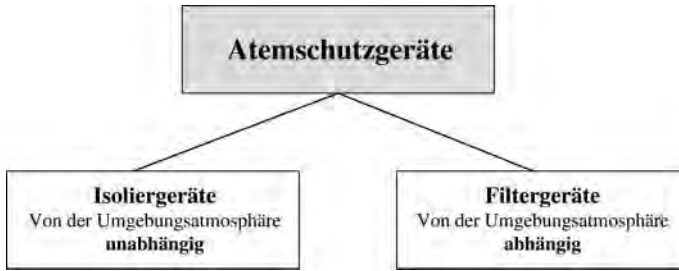 Atemschutzgeräte
Isoliergeräte
Von der Umgebungsatmosphäre
unabhängig
Filtergeräte
Von der Umgebungsatmosphäre
abhängig